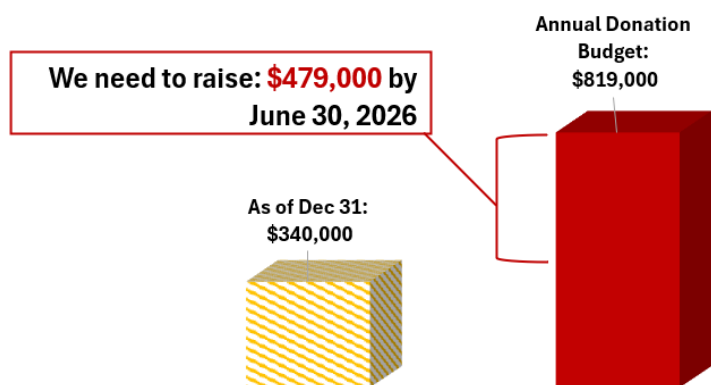 Annual Donation
Budget:
$819,000
We need to raise: $479,000 by
June 30, 2026
As of Dec 31:
$340,000